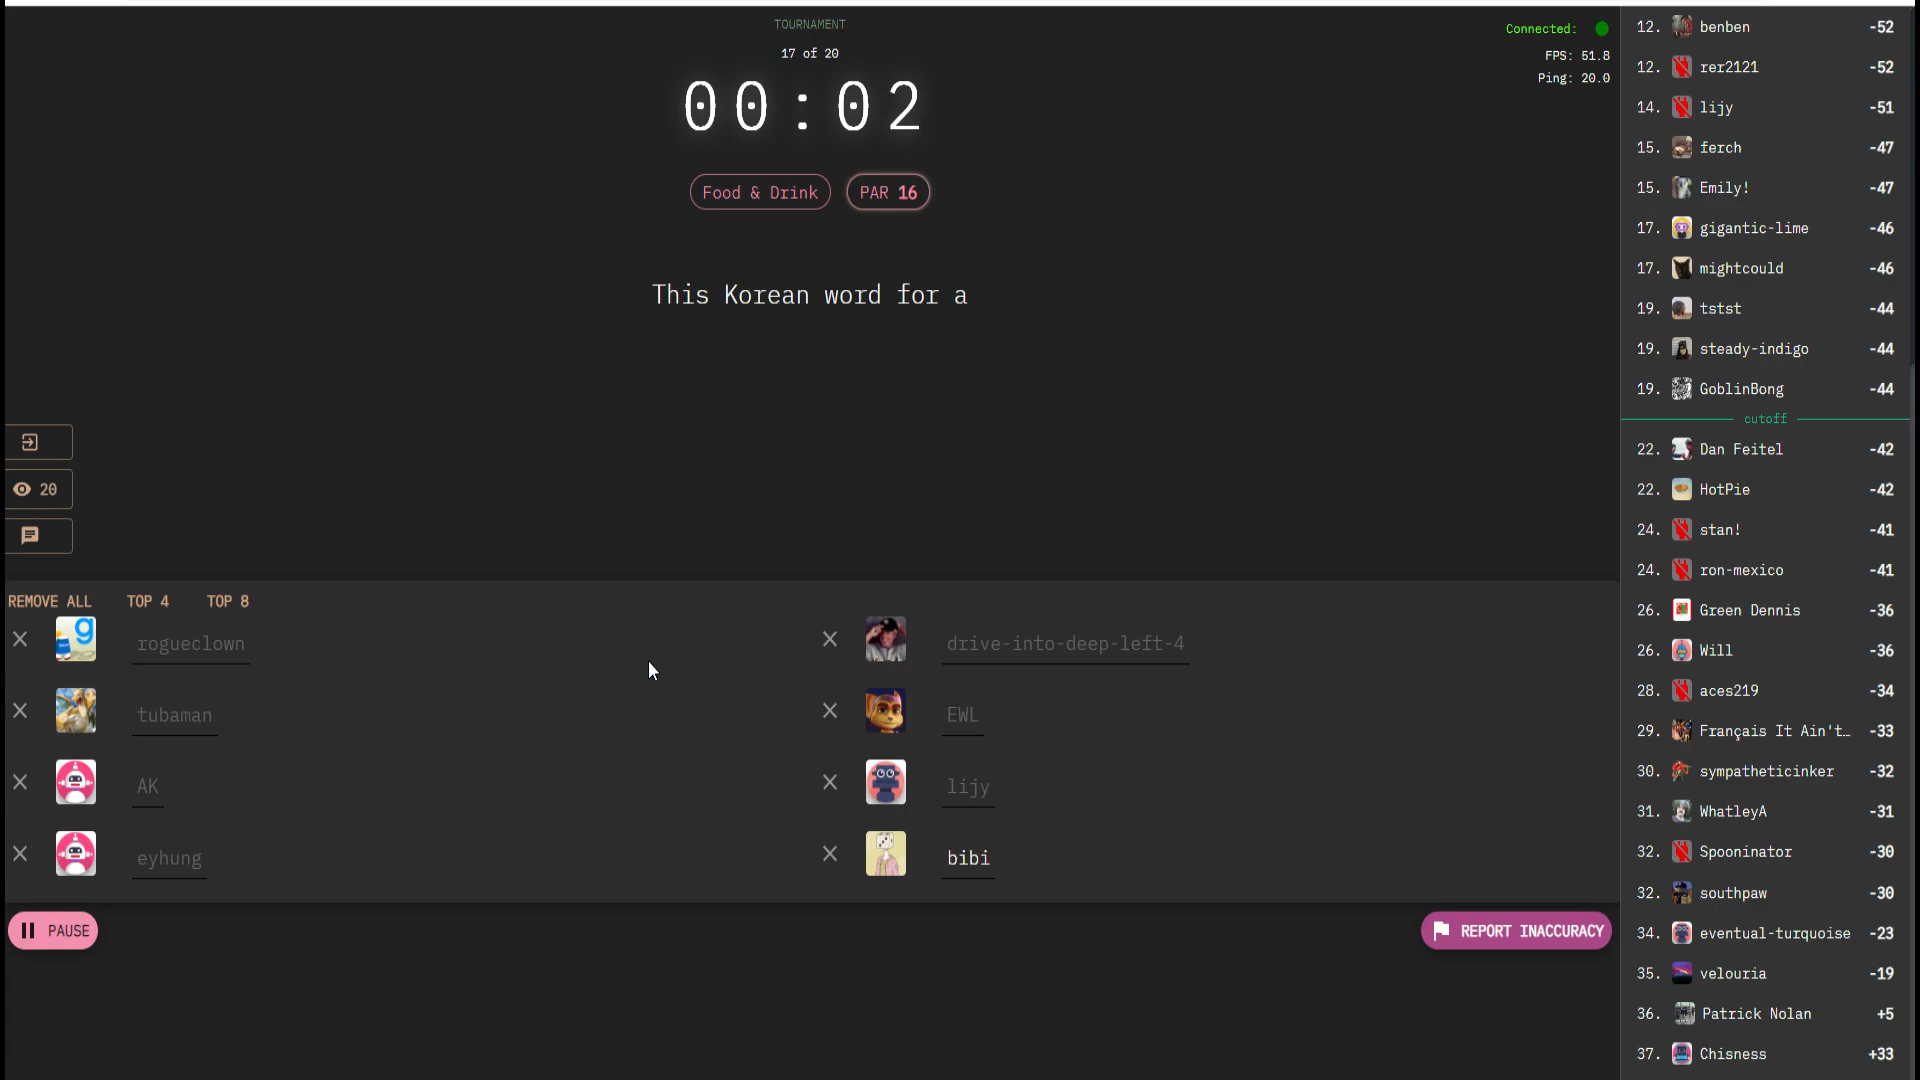 TOURNAMENT
17 of 20
00:02
Connected:
FPS: 51.8
Ping: 20.0
Food & Drink
PAR 16
This Korean word for a
20
REMOVE ALL
TOP 4
TOP 8
rogueclown
drive-into-deep-left-4
tubaman
EWL
AK
lijy
eyhung
bibi
PAUSE
REPORT INACCURACY
12. benben -52
12. rer2121 -52
14. lijy -51
15. ferch -47
15. Emily! -47
17. gigantic-lime -46
17. mightcould -46
19. tstst -44
19. steady-indigo -44
19. GoblinBong -44
cutoff
22. Dan Feitel -42
22. HotPie -42
24. stan! -41
24. ron-mexico -41
26. Green Dennis -36
26. Will -36
28. aces219 -34
29. Français It Ain't… -33
30. sympatheticinker -32
31. WhatleyA -31
32. Spooninator -30
32. southpaw -30
34. eventual-turquoise -23
35. velouria -19
36. Patrick Nolan +5
37. Chisness +33